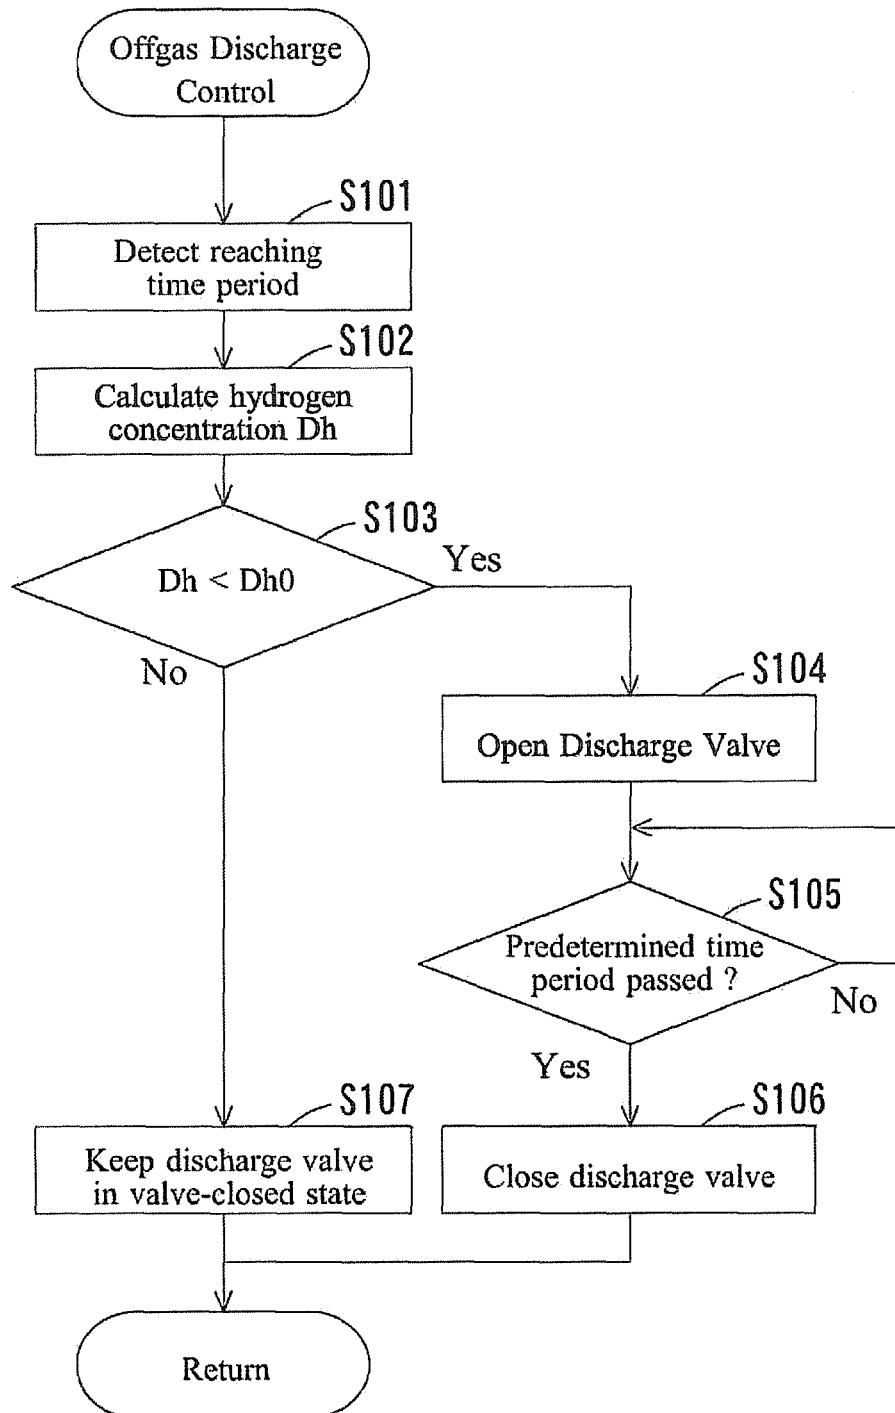 Offgas Discharge
Control
S101
Detect reaching
time period
S102
Calculate hydrogen
concentration Dh
S103
Dh < Dh0
Yes
No
S104
Open Discharge Valve
S105
Predetermined time
period passed ?
No
Yes
S107
Keep discharge valve
in valve-closed state
S106
Close discharge valve
Return